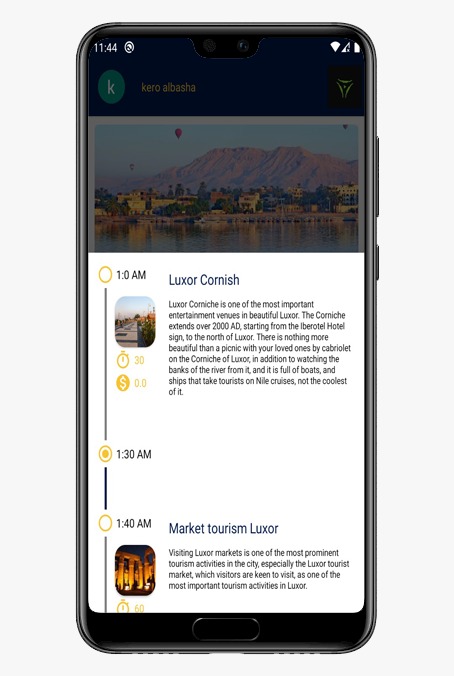 11:44
k
kero albasha
1:0 AM
Luxor Cornish
Luxor Corniche is one of the most important
entertainment venues in beautiful Luxor. The Corniche
extends over 2000 AD, starting from the Iberotel Hotel
sign, to the north of Luxor. There is nothing more
beautiful than a picnic with your loved ones by cabriolet
on the Corniche of Luxor, in addition to watching the
banks of the river from it, and it is full of boats, and
ships that take tourists on Nile cruises, not the coolest
of it.
30
$ 0.0
1:30 AM
1:40 AM
Market tourism Luxor
Visiting Luxor markets is one of the most prominent
tourism activities in the city, especially the Luxor tourist
market, which visitors are keen to visit, as one of the
most important tourism activities in Luxor.
60